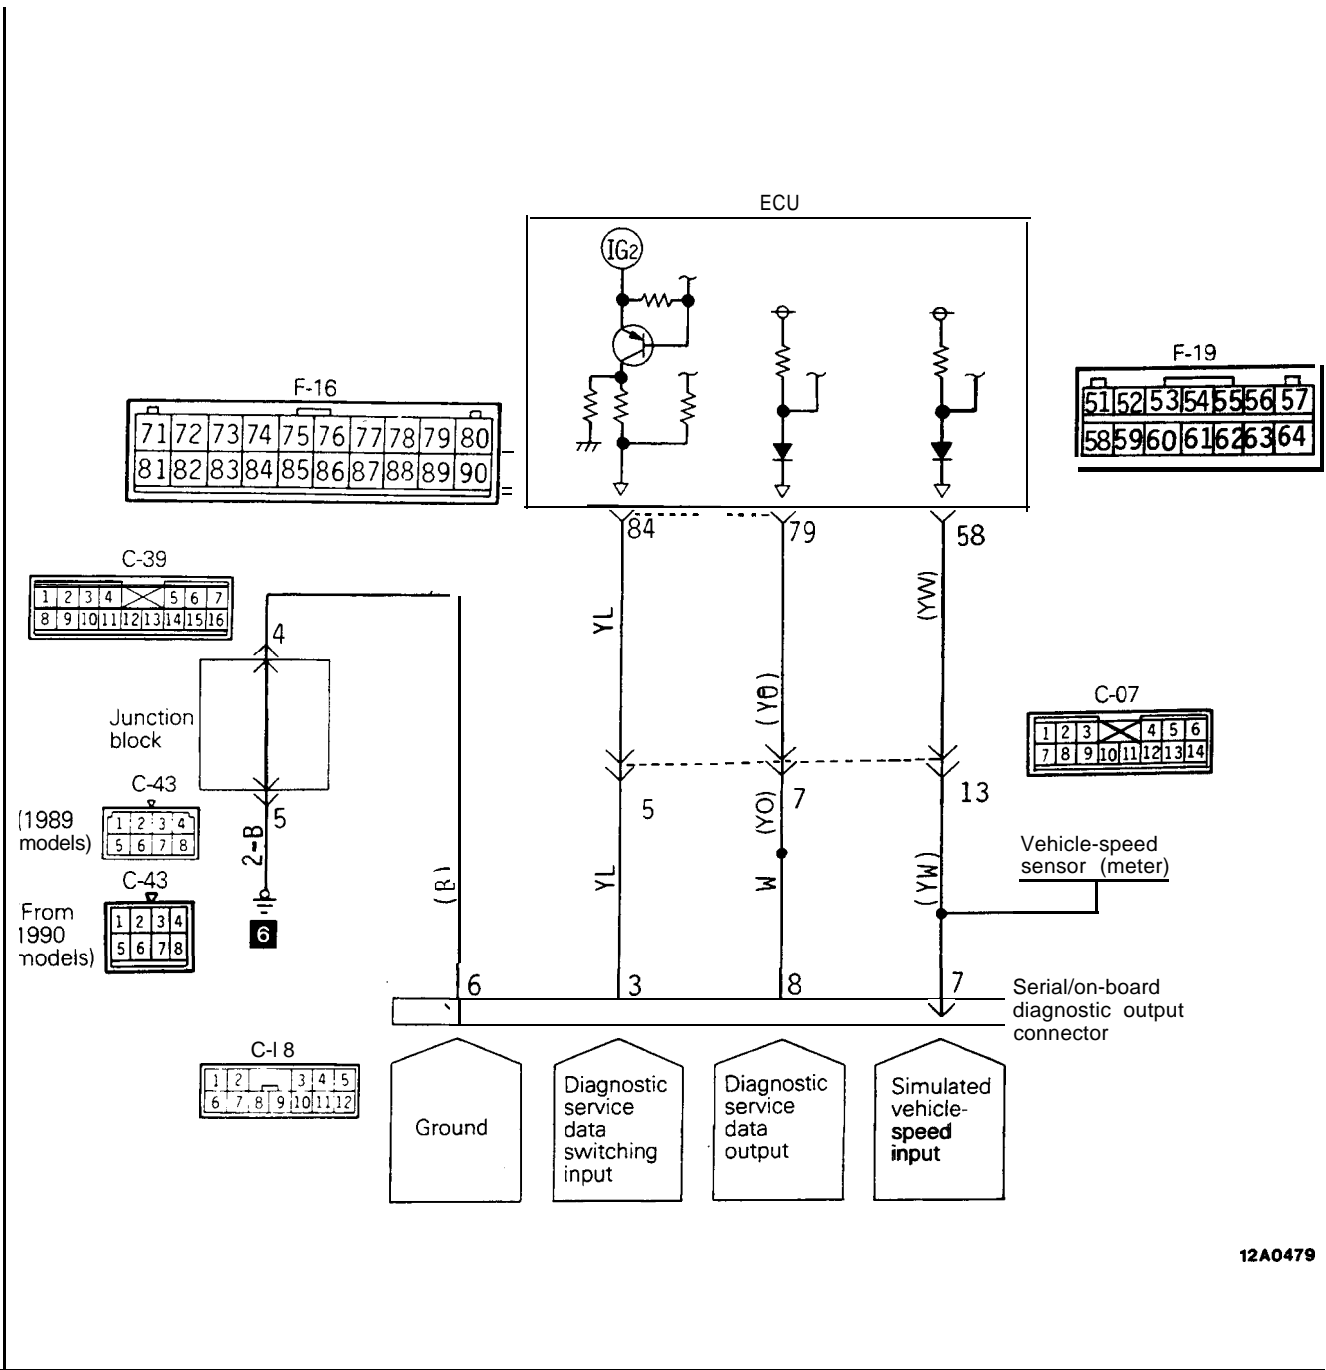 ECU
IG2
F-19
51 52 53 54 55 56 57
58 59 60 61 62 63 64
F-16
71 72 73 74 75 76 77 78 79 80
81 82 83 84 85 86 87 88 89 90
84
79
58
C-39
1 2 3 4 5 6 7
8 9 10 11 12 13 14 15 16
4
YL
(YO)
(YW)
Junction
block
C-07
1 2 3 4 5 6
7 8 9 10 11 12 13 14
5
7
13
C-43
(1989
models)
1 2 3 4
5 6 7 8
5
2-B
(YO)
Vehicle-speed
sensor (meter)
C-43
From
1990
models)
1 2 3 4
5 6 7 8
6
(B)
YL
W
(YW)
6
3
8
7
Serial/on-board
diagnostic output
connector
C-I 8
1 2 3 4 5
6 7 8 9 10 11 12
Ground
Diagnostic
service
data
switching
input
Diagnostic
service
data
output
Simulated
vehicle-
speed
input
12A0479